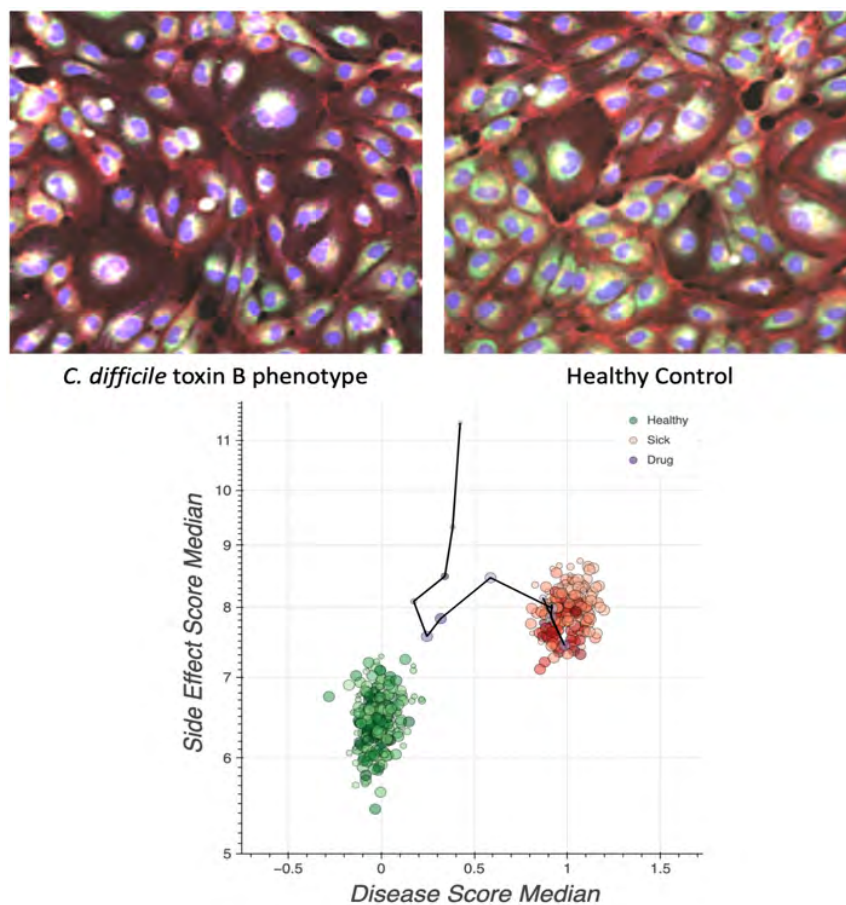 C. difficile toxin B phenotype
Healthy Control
Healthy
Sick
Drug
11
10
9
8
7
6
5
Side Effect Score Median
−0.5
0
0.5
1
1.5
Disease Score Median